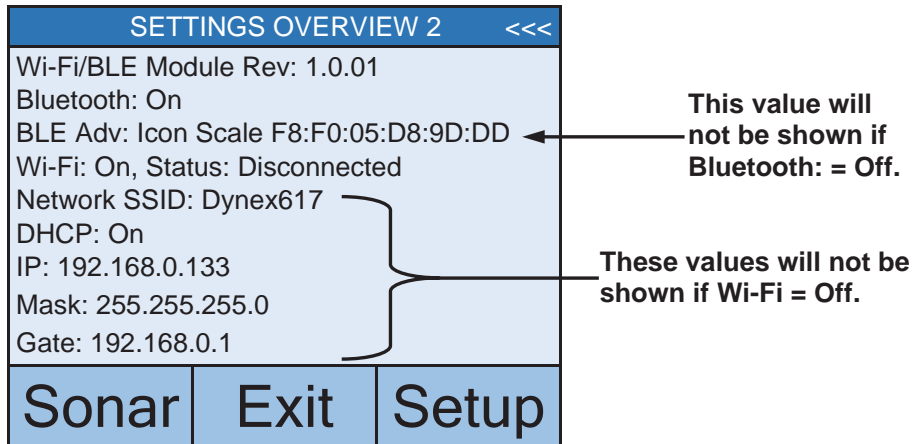 SETTINGS OVERVIEW 2 <<<
Wi-Fi/BLE Module Rev: 1.0.01
Bluetooth: On
BLE Adv: Icon Scale F8:F0:05:D8:9D:DD
Wi-Fi: On, Status: Disconnected
Network SSID: Dynex617
DHCP: On
IP: 192.168.0.133
Mask: 255.255.255.0
Gate: 192.168.0.1
Sonar Exit Setup
This value will
not be shown if
Bluetooth: = Off.
These values will not be
shown if Wi-Fi = Off.